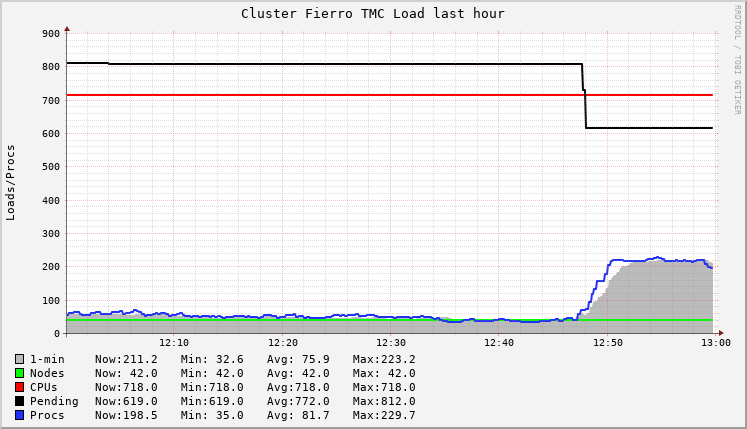 Cluster Fierro TMC Load last hour
RRDTOOL / TOBI OETIKER
Loads/Procs
900
800
700
600
500
400
300
200
100
0
12:10 12:20 12:30 12:40 12:50 13:00
1-min Now:211.2 Min: 32.6 Avg: 75.9 Max:223.2
Nodes Now: 42.0 Min: 42.0 Avg: 42.0 Max: 42.0
CPUs Now:718.0 Min:718.0 Avg:718.0 Max:718.0
Pending Now:619.0 Min:619.0 Avg:772.0 Max:812.0
Procs Now:198.5 Min: 35.0 Avg: 81.7 Max:229.7